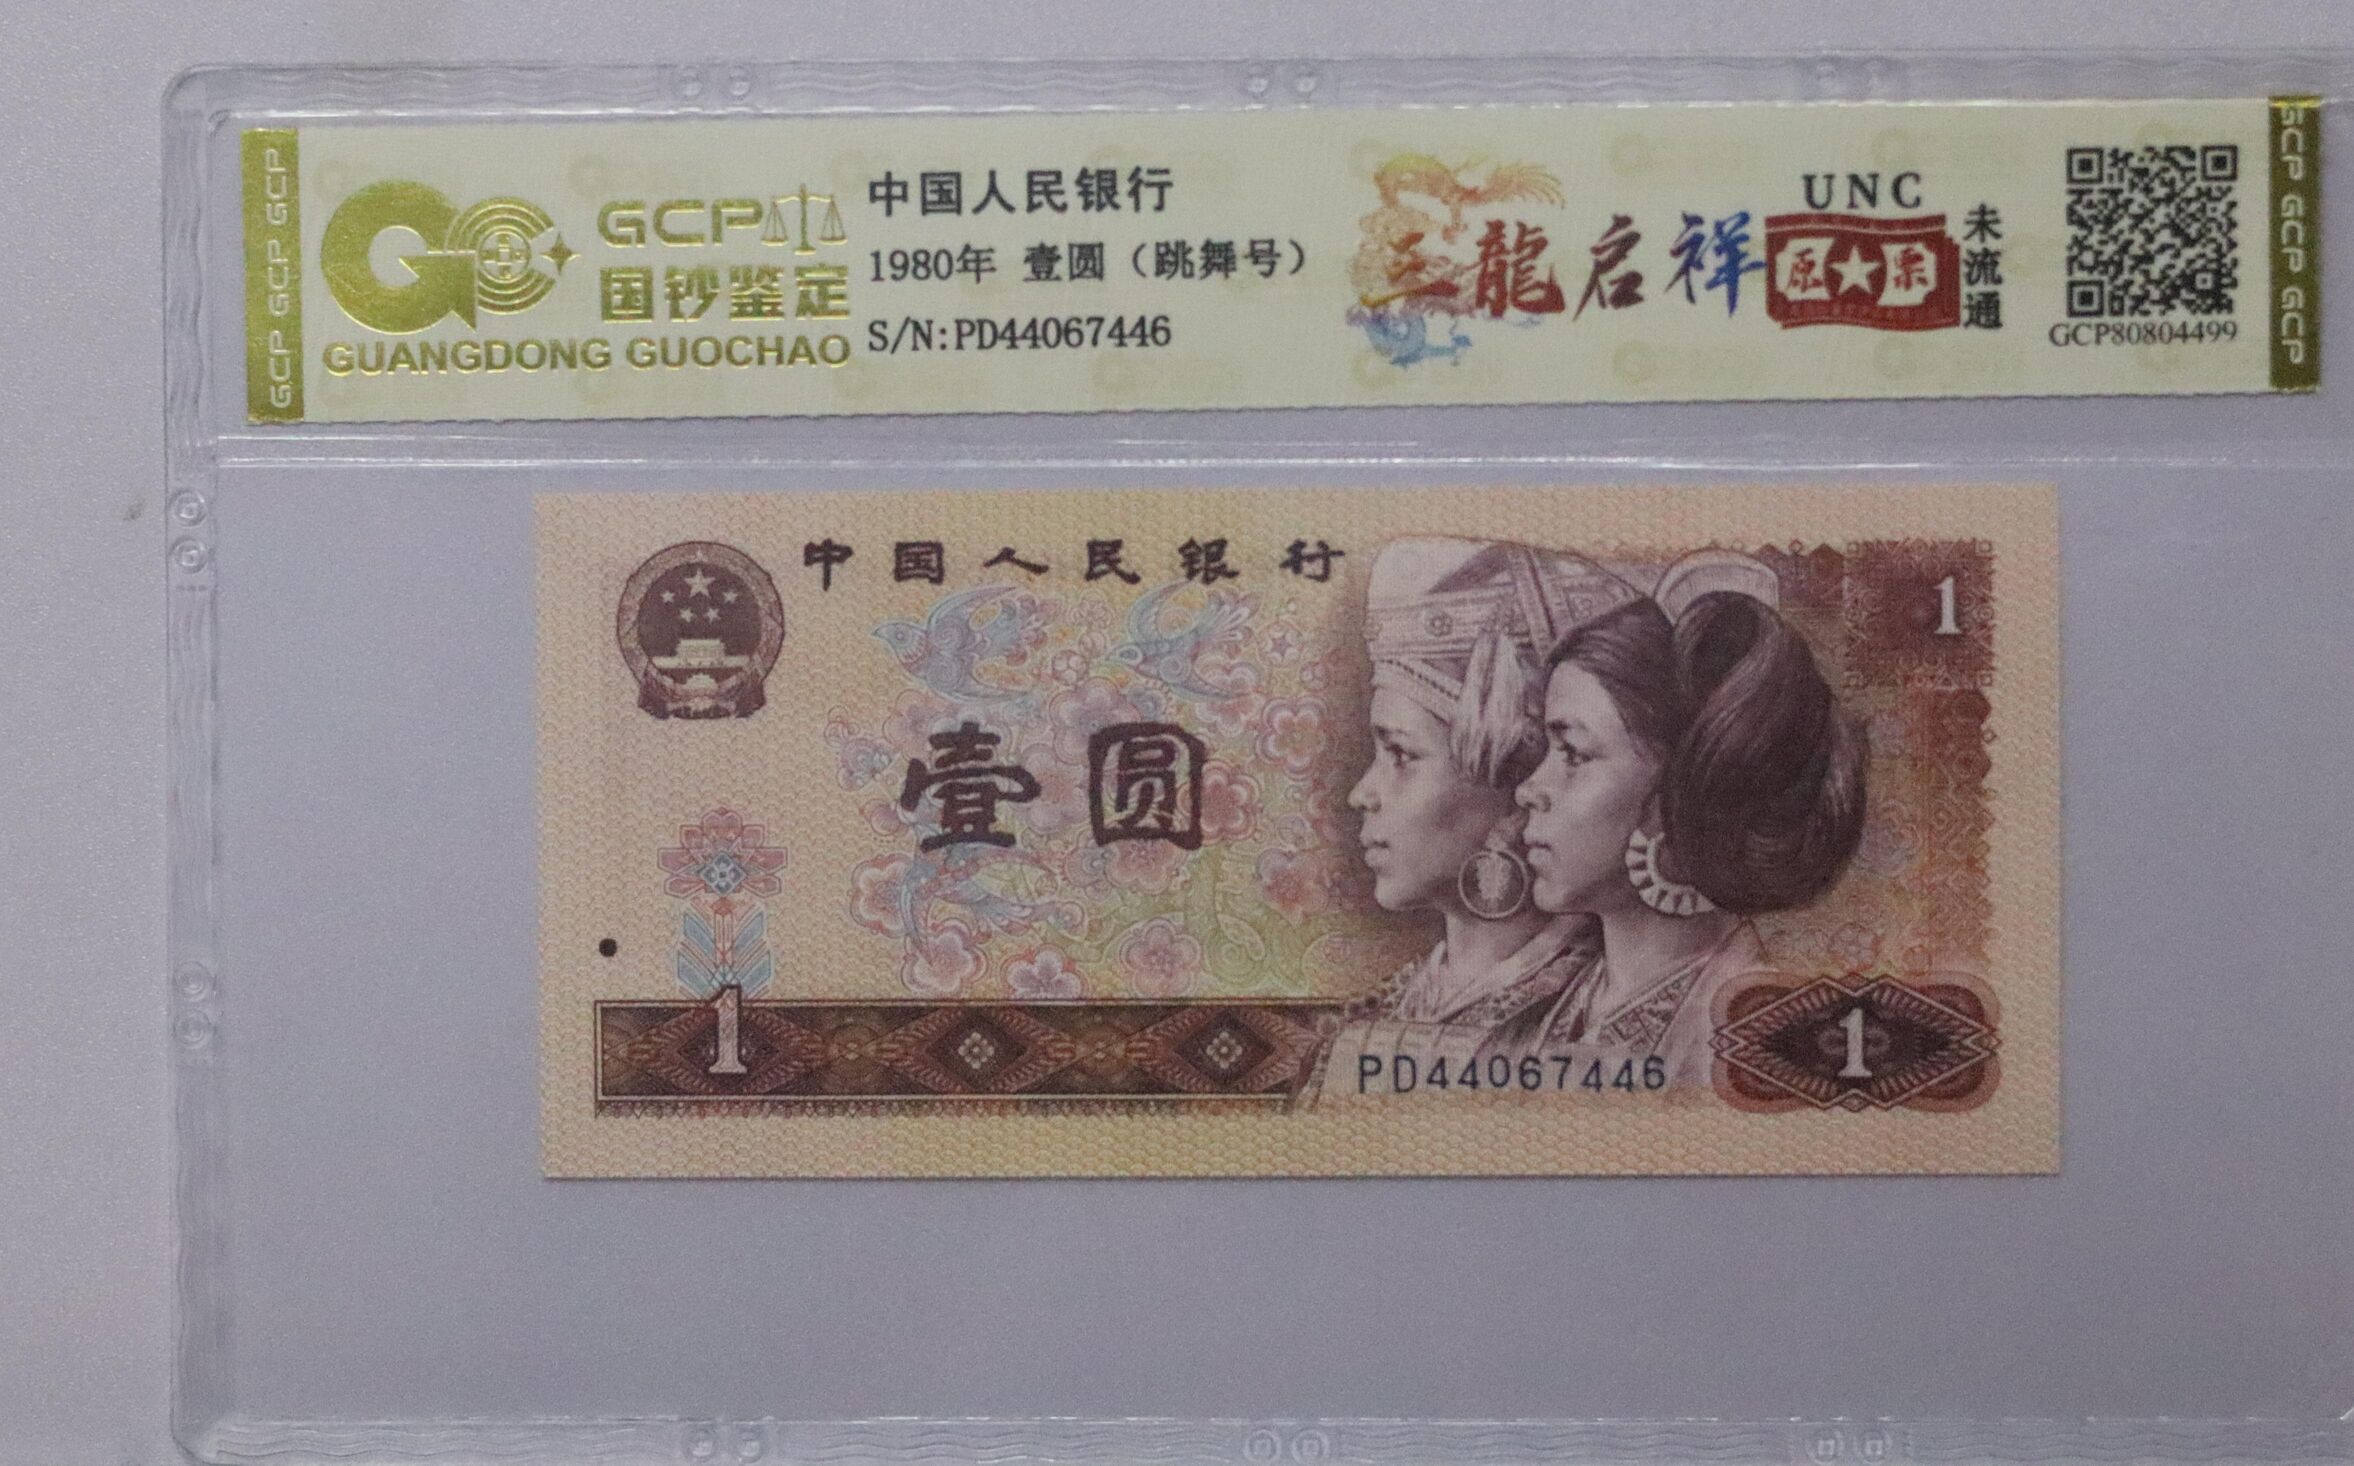 GCP GCP GCP
GCP
国钞鉴定
GUANGDONG GUOCHAO
中国人民银行
1980年 壹圆（跳舞号）
S/N:PD44067446
三龍启祥
UNC
原★票
未流通
GCP80804499
GCP GCP GCP
中国人民银行
1
壹圆
1
PD44067446
1